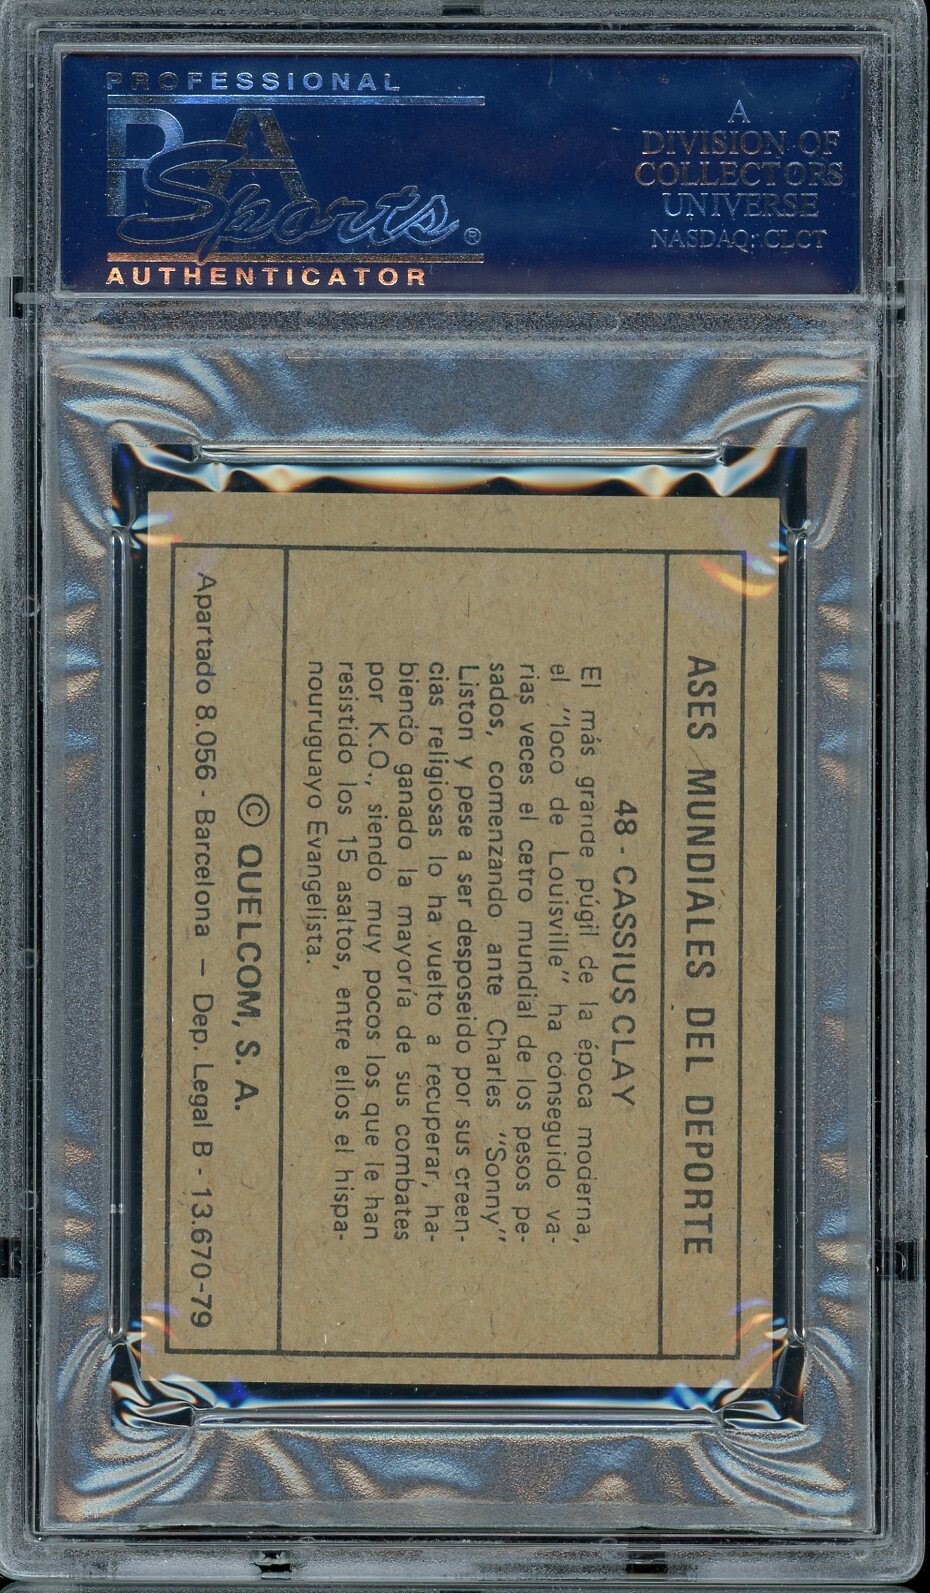 PROFESSIONAL
PSA
Sports®
AUTHENTICATOR
A
DIVISION OF
COLLECTORS
UNIVERSE
NASDAQ: CLCT
ASES MUNDIALES DEL DEPORTE
48 - CASSIUS CLAY
El más grande púgil de la época moderna,
el "loco de Louisville" ha cónseguido va-
rias veces el cetro mundial de los pesos pe-
sados, comenzando ante Charles "Sonny"
Liston y pese a ser desposeido por sus creen-
cias religiosas lo ha vuelto a recuperar, ha-
biendo ganado la mayoría de sus combates
por K.O., siendo muy pocos los que le han
resistido los 15 asaltos, entre ellos el hispa-
nouruguayo Evangelista.
© QUELCOM, S. A.
Apartado 8.056 - Barcelona – Dep. Legal B - 13.670-79